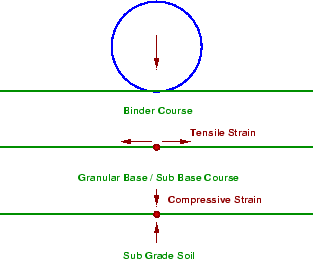 Binder Course
Tensile Strain
Granular Base / Sub Base Course
Compressive Strain
Sub Grade Soil